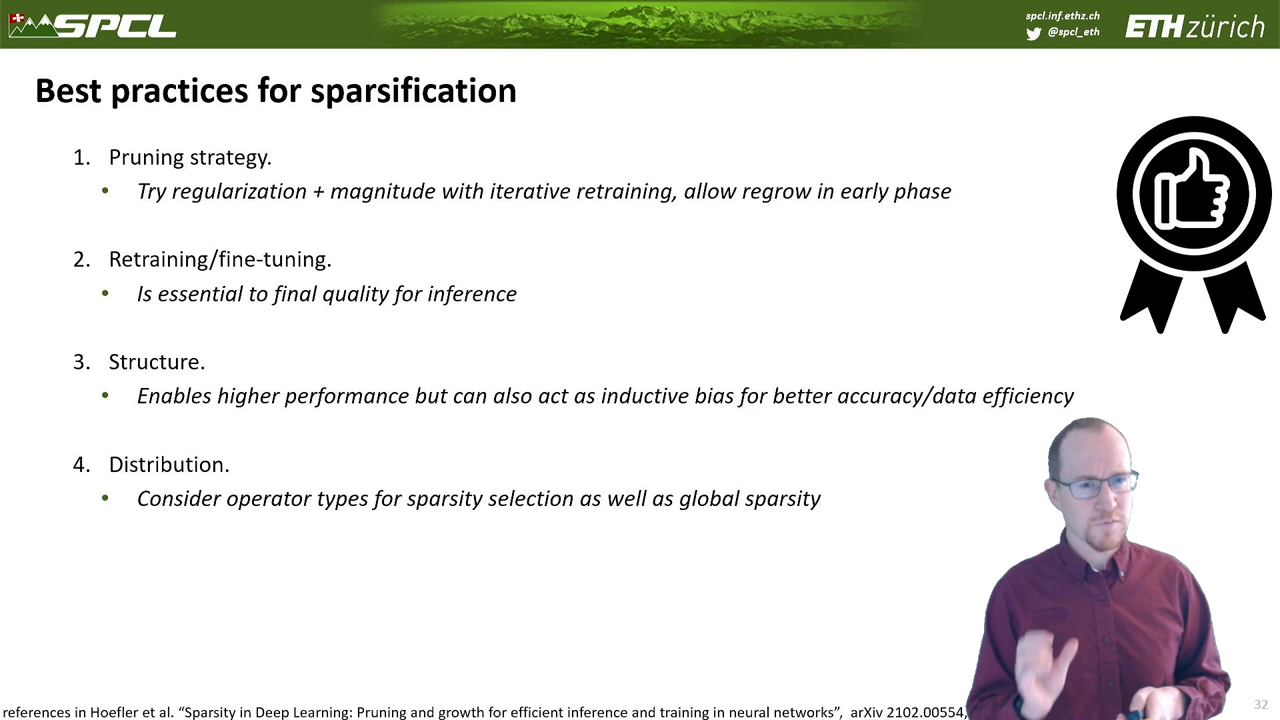 SPCL
spcl.inf.ethz.ch
@spcl_eth
ETH zürich
Best practices for sparsification
1. Pruning strategy.
• Try regularization + magnitude with iterative retraining, allow regrow in early phase
2. Retraining/fine-tuning.
• Is essential to final quality for inference
3. Structure.
• Enables higher performance but can also act as inductive bias for better accuracy/data efficiency
4. Distribution.
• Consider operator types for sparsity selection as well as global sparsity
references in Hoefler et al. “Sparsity in Deep Learning: Pruning and growth for efficient inference and training in neural networks”, arXiv 2102.00554,
32